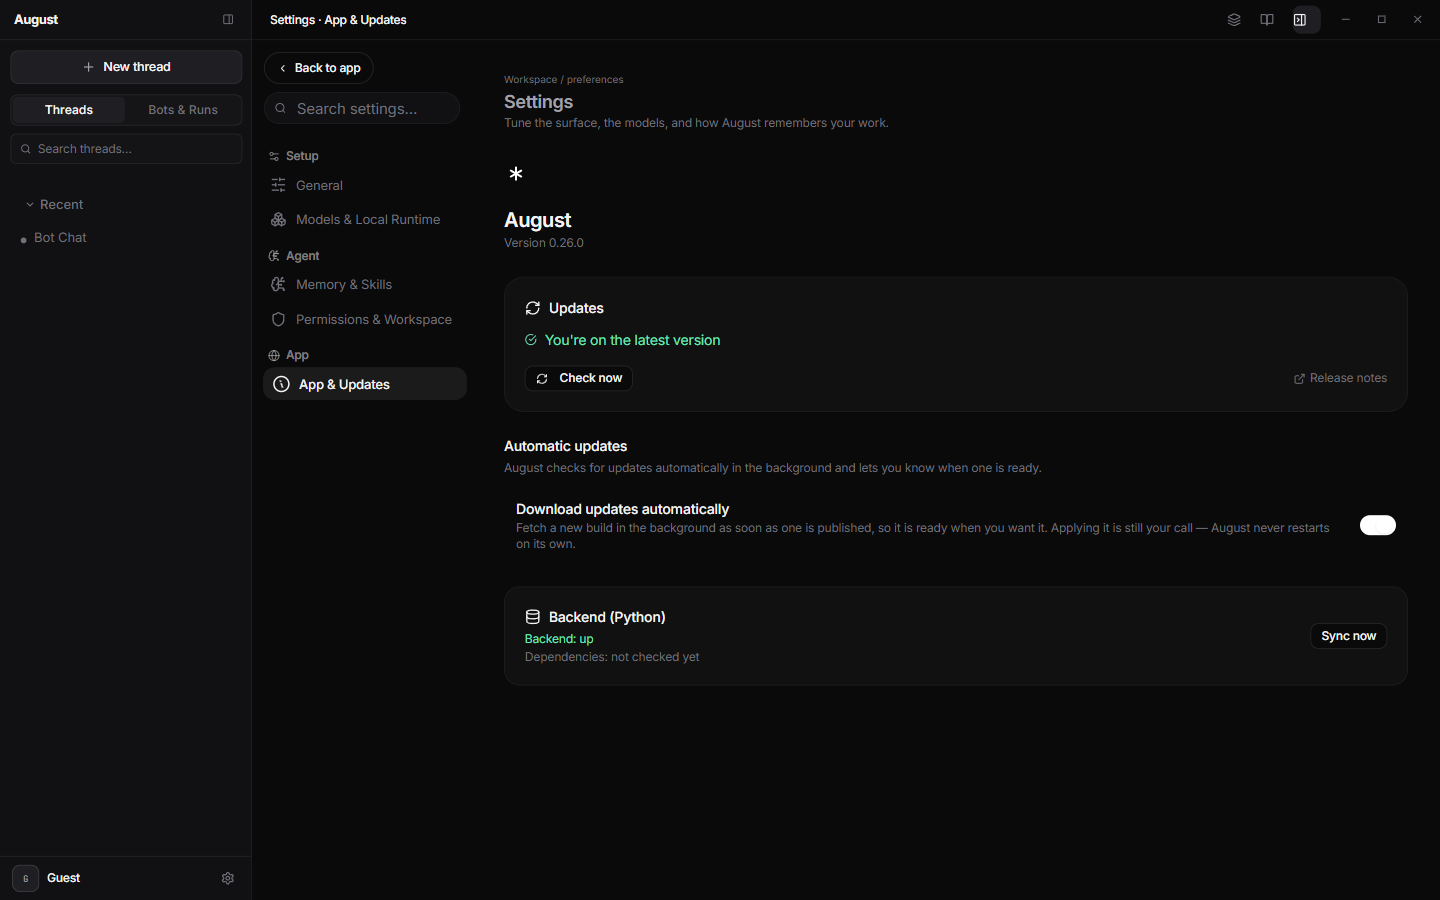 August
Settings · App & Updates
New thread
Threads
Bots & Runs
Search threads...
Recent
Bot Chat
G
Guest
Back to app
Search settings...
Setup
General
Models & Local Runtime
Agent
Memory & Skills
Permissions & Workspace
App
App & Updates
Workspace / preferences
Settings
Tune the surface, the models, and how August remembers your work.
August
Version 0.26.0
Updates
You're on the latest version
Check now
Release notes
Automatic updates
August checks for updates automatically in the background and lets you know when one is ready.
Download updates automatically
Fetch a new build in the background as soon as one is published, so it is ready when you want it. Applying it is still your call — August never restarts
on its own.
Backend (Python)
Backend: up
Dependencies: not checked yet
Sync now